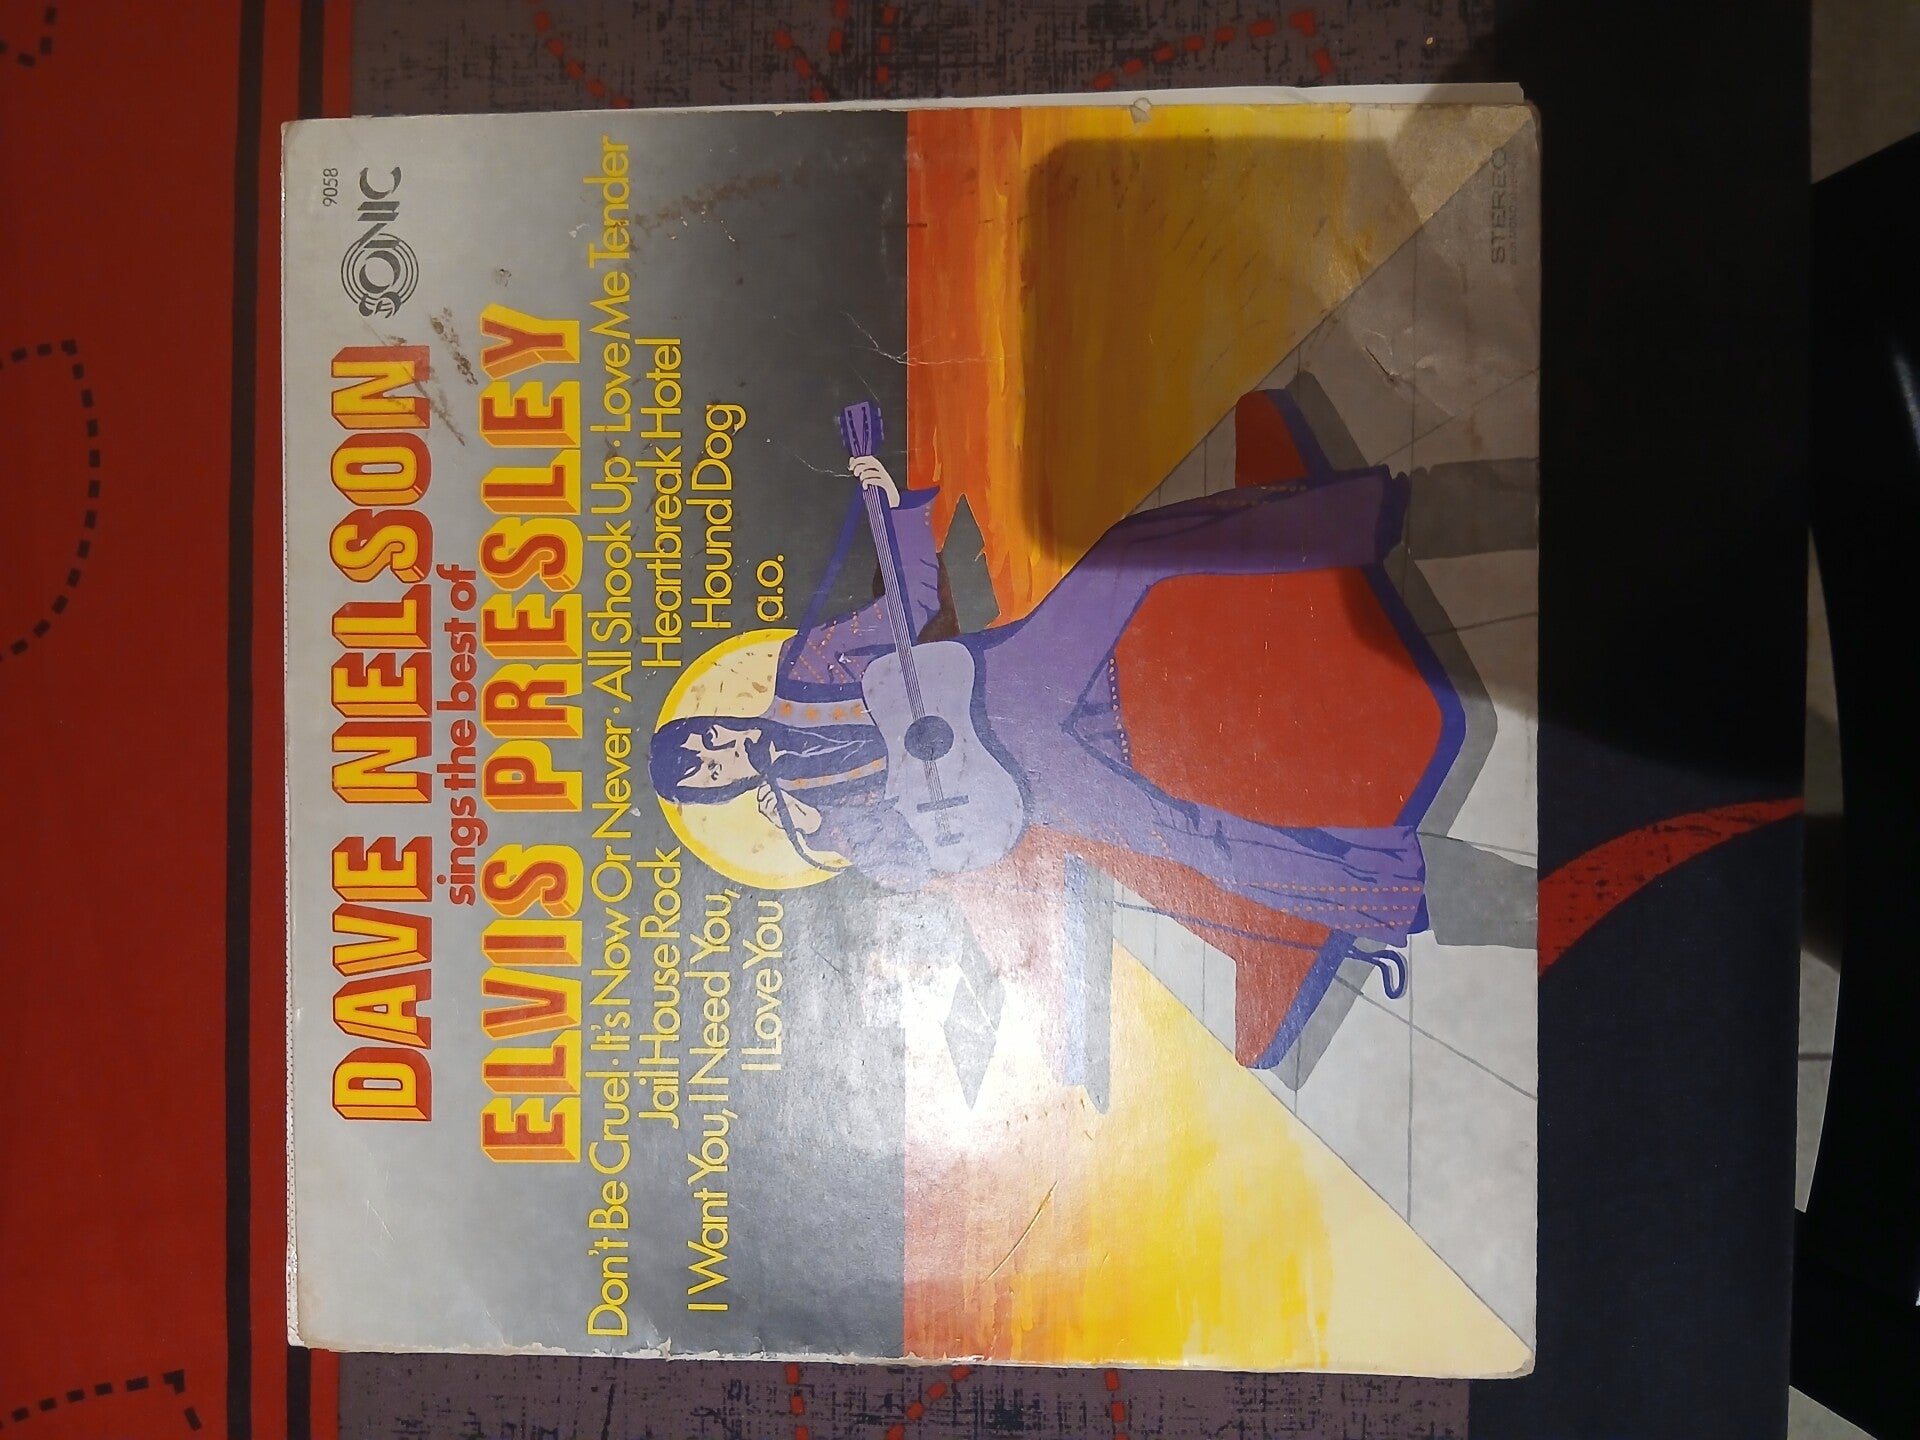 9058
SONIC
DAVE NELSON
sings the best of
ELVIS PRESLEY
Don't Be Cruel · It's Now Or Never · All Shook Up · Love Me Tender
Jail House Rock Heartbreak Hotel
I Want You, I Need You, Hound Dog
I Love You a.o.
STEREO